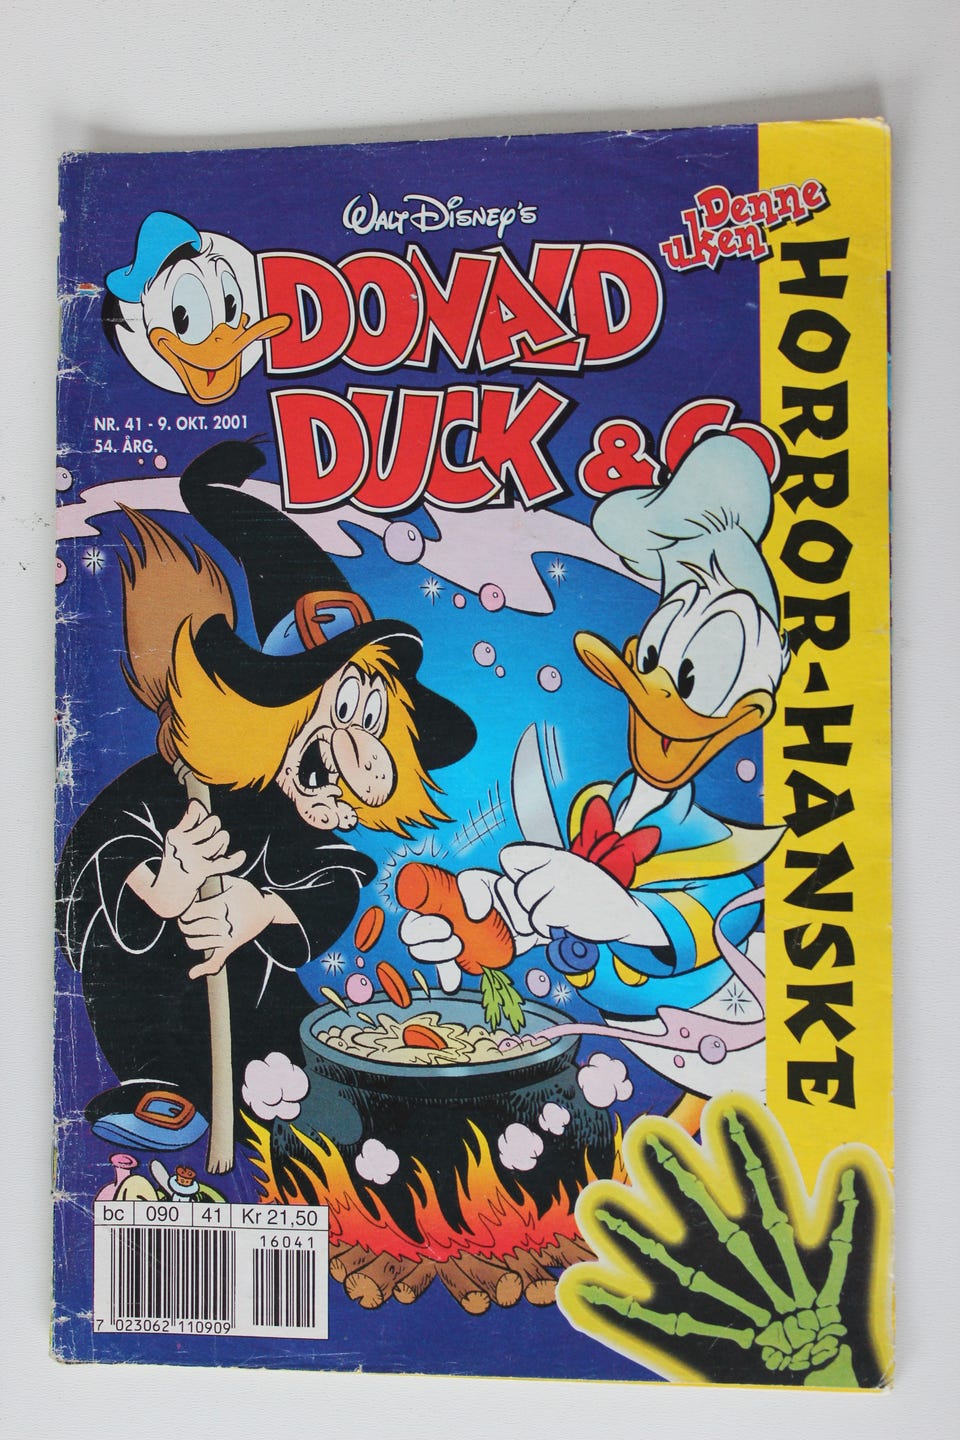 Walt Disney's
Denne
uken
DONALD
DUCK & Co
NR. 41 - 9. OKT. 2001
54. ÅRG.
HORROR-HANSKE
bc 090 41 Kr 21,50
16041
7 023062 110909